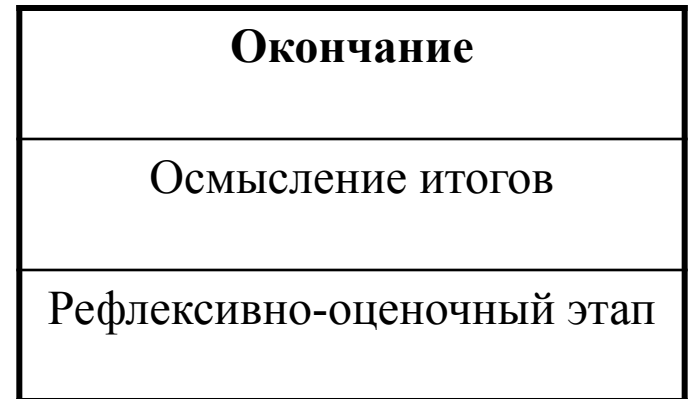 Окончание
Осмысление итогов
Рефлексивно-оценочный этап